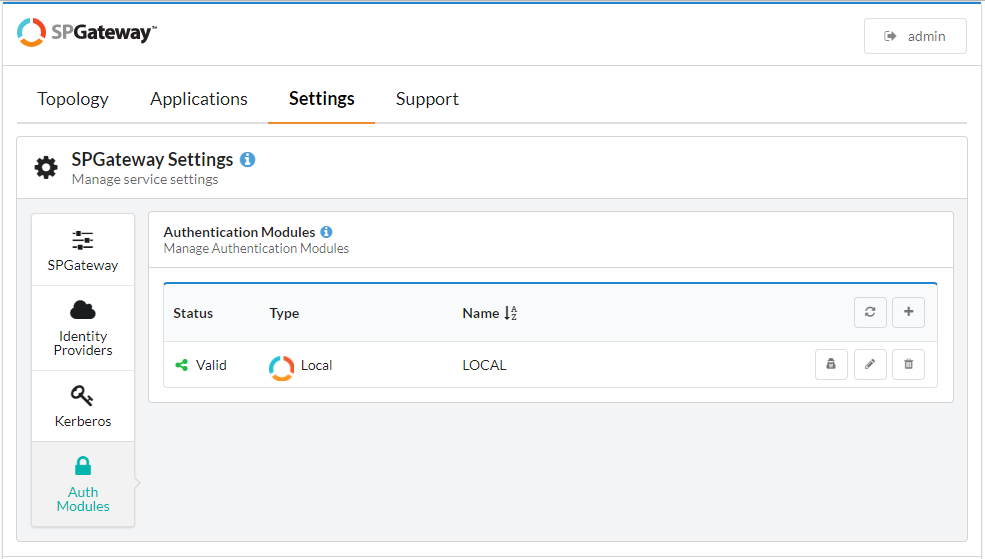 SPGateway™
admin
Topology Applications Settings Support
SPGateway Settings
Manage service settings
SPGateway
Identity
Providers
Kerberos
Auth
Modules
Authentication Modules
Manage Authentication Modules
Status Type Name
Valid Local LOCAL